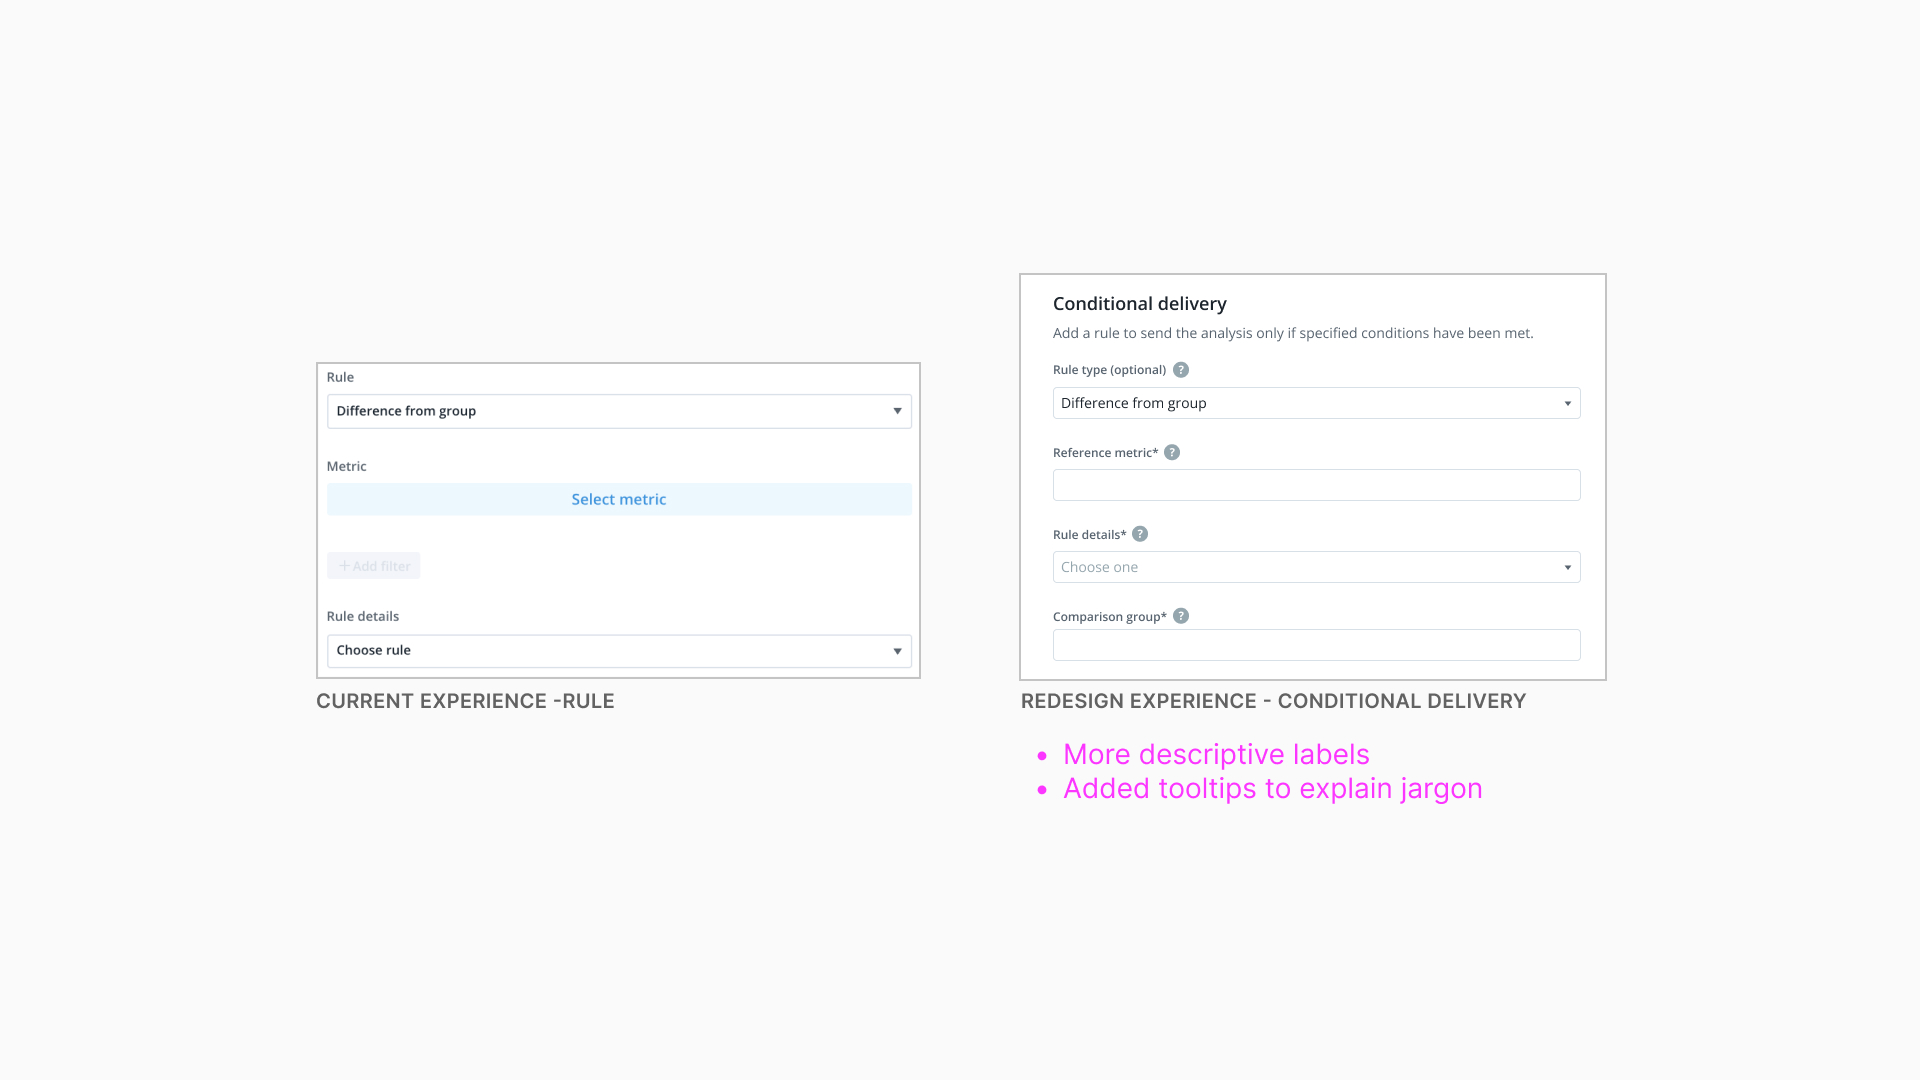 Rule
Difference from group
Metric
Select metric
+ Add filter
Rule details
Choose rule
CURRENT EXPERIENCE -RULE
Conditional delivery
Add a rule to send the analysis only if specified conditions have been met.
Rule type (optional) ?
Difference from group
Reference metric* ?
Rule details* ?
Choose one
Comparison group* ?
REDESIGN EXPERIENCE - CONDITIONAL DELIVERY
• More descriptive labels
• Added tooltips to explain jargon